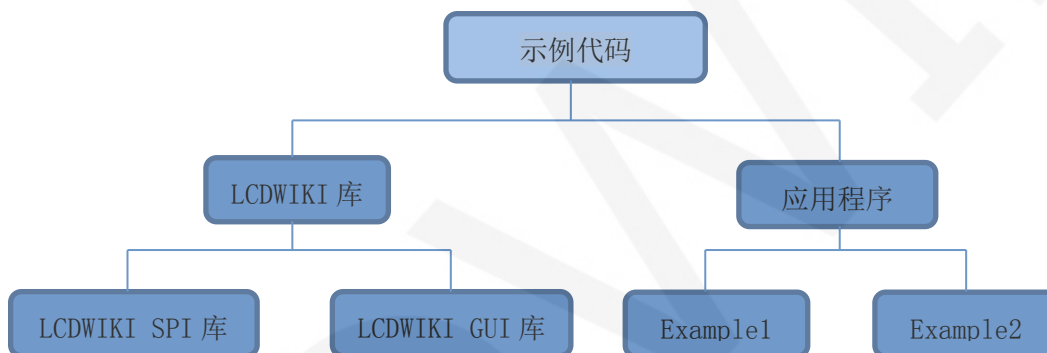 示例代码
LCDWIKI 库
应用程序
LCDWIKI SPI 库
LCDWIKI GUI 库
Example1
Example2